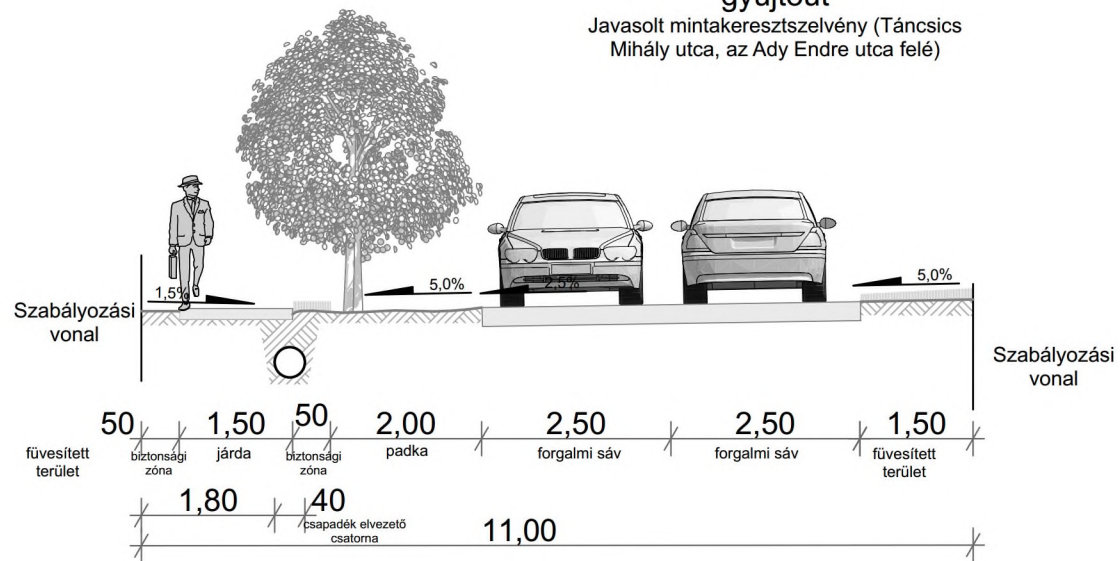 gyűjtőút
Javasolt mintakeresztszelvény (Táncsics
Mihály utca, az Ady Endre utca felé)
1,5%
5,0%
2,5%
5,0%
Szabályozási
vonal
Szabályozási
vonal
50
1,50
50
2,00
2,50
2,50
1,50
füvesített
terület
biztonsági
zóna
járda
biztonsági
zóna
padka
forgalmi sáv
forgalmi sáv
füvesített
terület
1,80
40
csapadék elvezető
csatorna
11,00